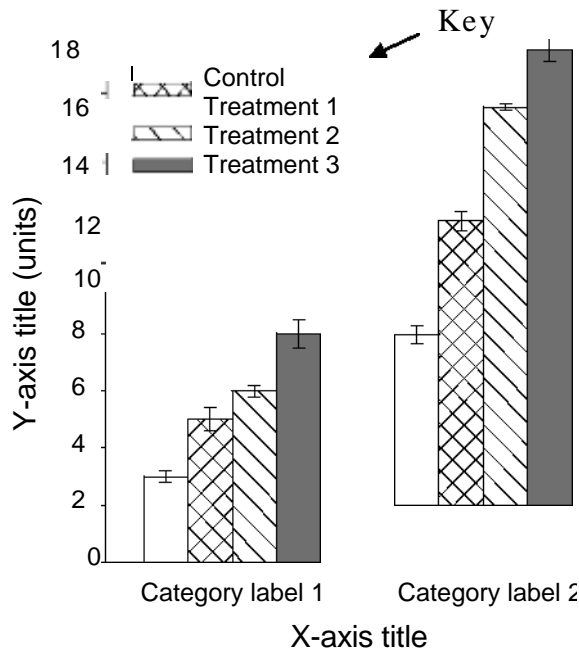 Key
18
16
14
12
10
8
6
4
2
0
Y-axis title (units)
Control
Treatment 1
Treatment 2
Treatment 3
Category label 1
Category label 2
X-axis title